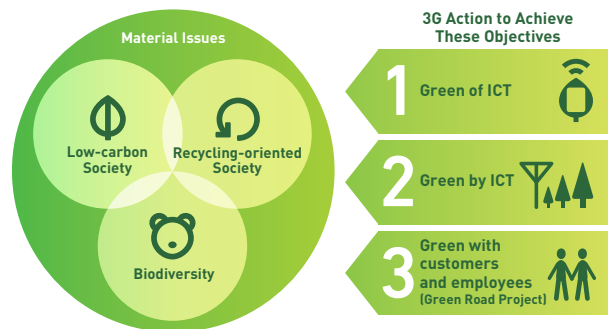 Material Issues
Low-carbon
Society
Recycling-oriented
Society
Biodiversity
3G Action to Achieve
These Objectives
1 Green of ICT
2 Green by ICT
3 Green with
customers
and employees
(Green Road Project)